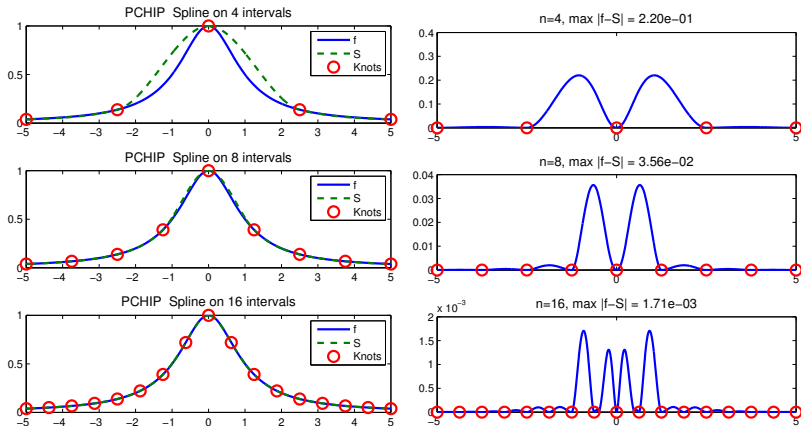 PCHIP Spline on 4 intervals
1
0.5
0
−5 −4 −3 −2 −1 0 1 2 3 4 5
f
S
Knots
n=4, max |f−S| = 2.20e−01
0.4
0.3
0.2
0.1
0
−5 0 5
PCHIP Spline on 8 intervals
1
0.5
0
−5 −4 −3 −2 −1 0 1 2 3 4 5
f
S
Knots
n=8, max |f−S| = 3.56e−02
0.04
0.03
0.02
0.01
0
−5 0 5
PCHIP Spline on 16 intervals
1
0.5
0
−5 −4 −3 −2 −1 0 1 2 3 4 5
f
S
Knots
x 10⁻³
n=16, max |f−S| = 1.71e−03
2
1.5
1
0.5
0
−5 0 5